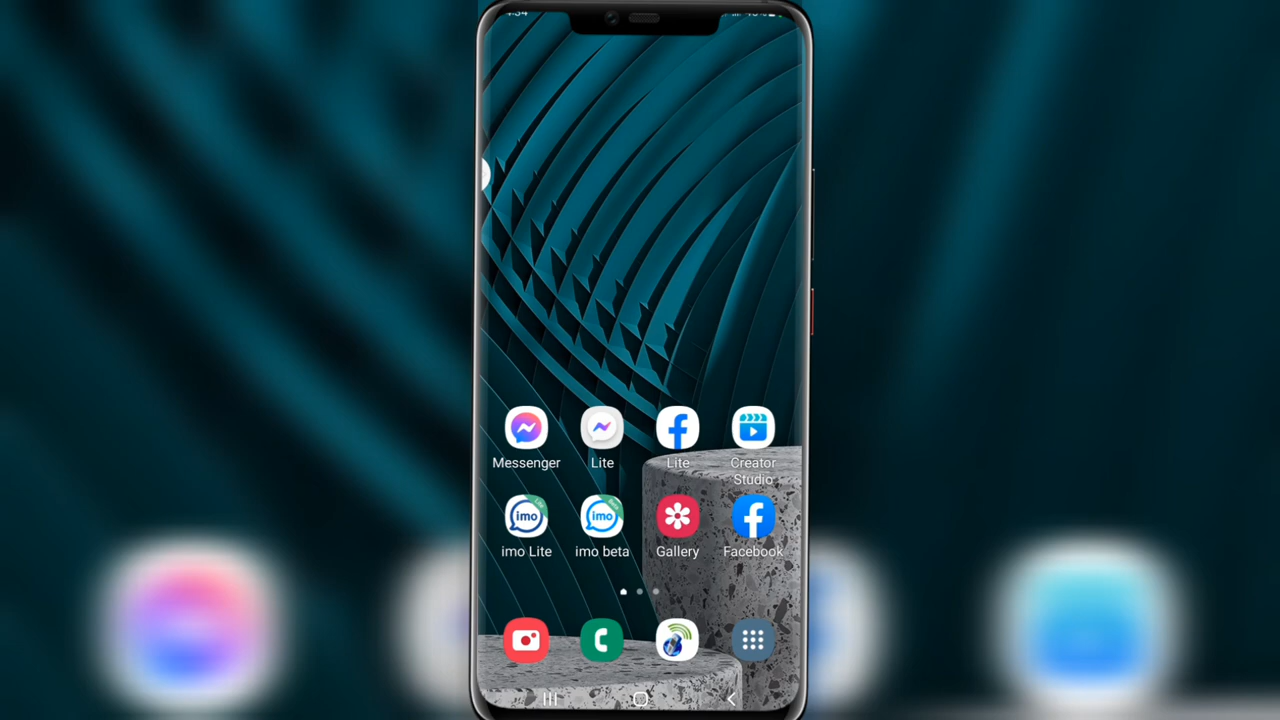 Messenger
Lite
Lite
Creator
Studio
imo
imo
imo Lite
imo beta
Gallery
Facebook